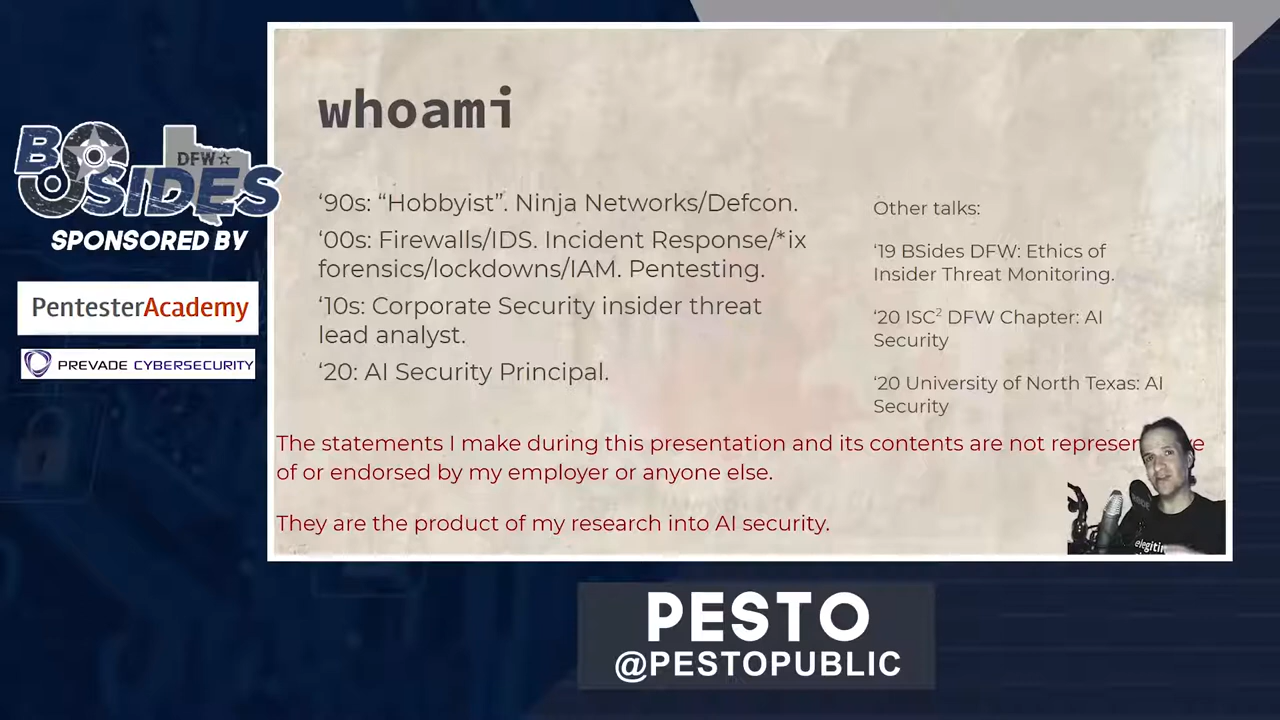 BSIDES
DFW
SPONSORED BY
PentesterAcademy
PREVADE CYBERSECURITY
whoami
‘90s: “Hobbyist”. Ninja Networks/Defcon.
‘00s: Firewalls/IDS. Incident Response/*ix
forensics/lockdowns/IAM. Pentesting.
‘10s: Corporate Security insider threat
lead analyst.
‘20: AI Security Principal.
Other talks:
‘19 BSides DFW: Ethics of
Insider Threat Monitoring.
‘20 ISC² DFW Chapter: AI
Security
‘20 University of North Texas: AI
Security
The statements I make during this presentation and its contents are not
of or endorsed by my employer or anyone else.
They are the product of my research into AI security.
PESTO
@PESTOPUBLIC